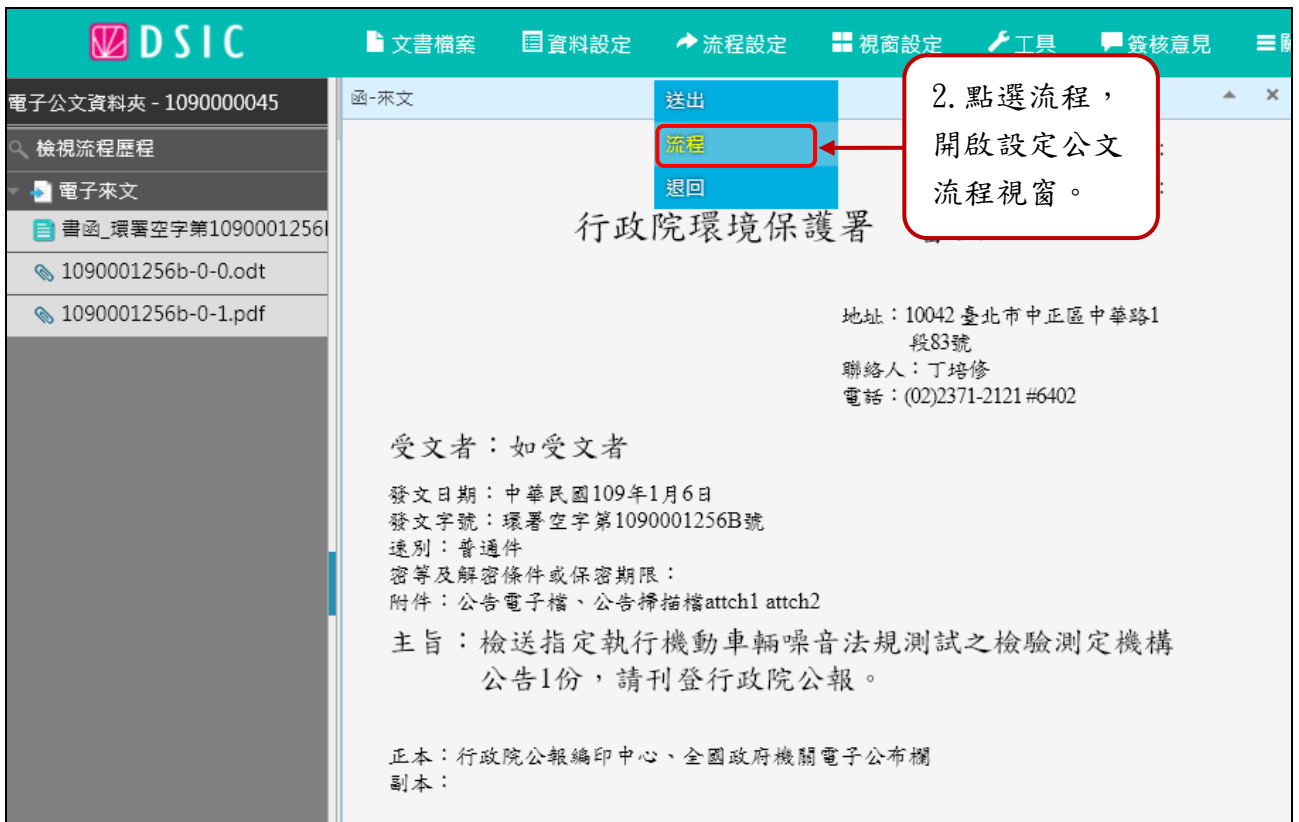 DSIC
文書檔案 資料設定 流程設定 視窗設定 工具 簽核意見
電子公文資料夾 - 1090000045
檢視流程歷程
電子來文
書函_環署空字第1090001256
1090001256b-0-0.odt
1090001256b-0-1.pdf
函-來文
送出
流程
退回
2.點選流程，
開啟設定公文
流程視窗。
行政院環境保護署
地址：10042 臺北市中正區中華路1
段83號
聯絡人：丁培修
電話：(02)2371-2121 #6402
受文者：如受文者
發文日期：中華民國109年1月6日
發文字號：環署空字第1090001256B號
速別：普通件
密等及解密條件或保密期限：
附件：公告電子檔、公告掃描檔attch1 attch2
主旨：檢送指定執行機動車輛噪音法規測試之檢驗測定機構
公告1份，請刊登行政院公報。
正本：行政院公報編印中心、全國政府機關電子公布欄
副本：